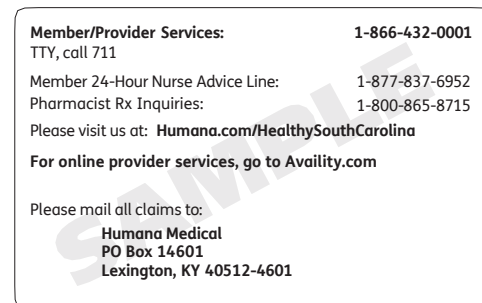 Member/Provider Services: 1-866-432-0001
TTY, call 711
Member 24-Hour Nurse Advice Line: 1-877-837-6952
Pharmacist Rx Inquiries: 1-800-865-8715
Please visit us at: Humana.com/HealthySouthCarolina
For online provider services, go to Availity.com
SAMPLE
Please mail all claims to:
Humana Medical
PO Box 14601
Lexington, KY 40512-4601